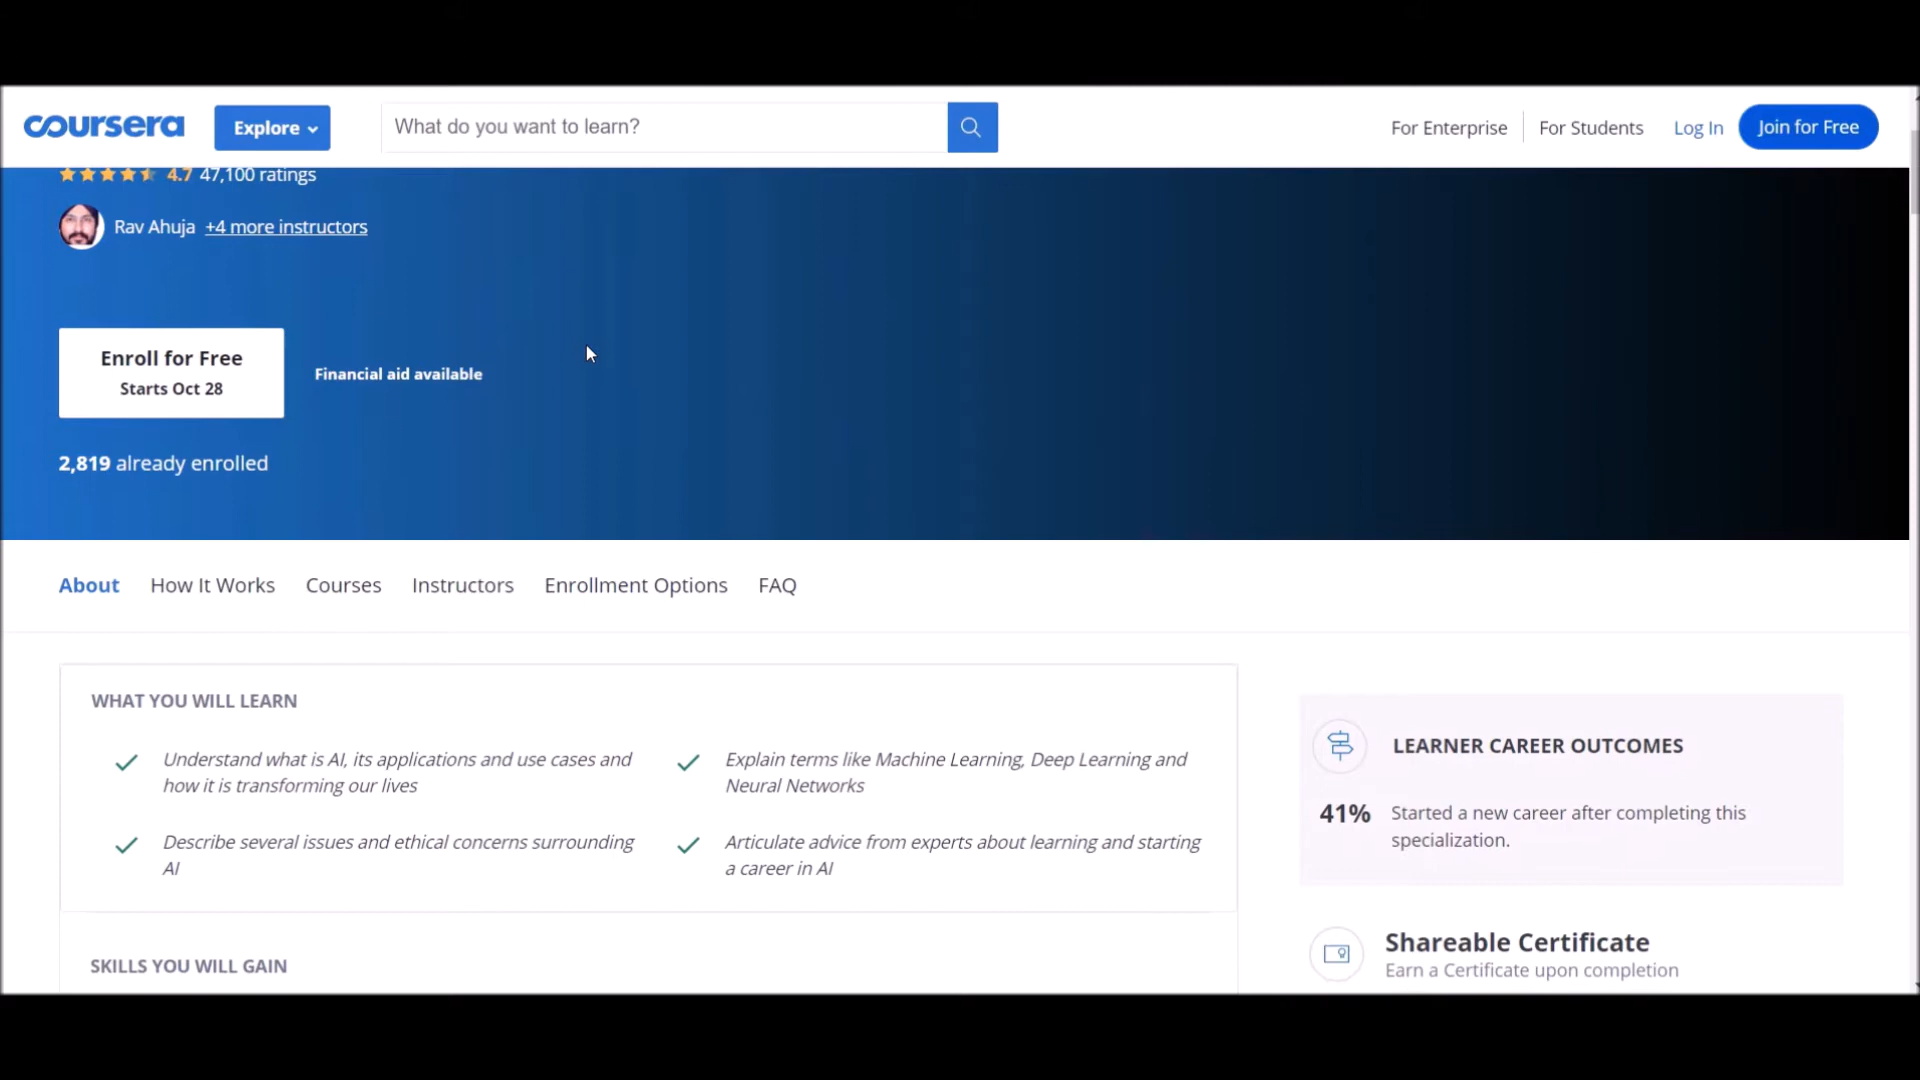 coursera
Explore
What do you want to learn?
For Enterprise
For Students
Log In
Join for Free
4.7 47,100 ratings
Rav Ahuja +4 more instructors
Enroll for Free
Starts Oct 28
Financial aid available
2,819 already enrolled
About
How It Works
Courses
Instructors
Enrollment Options
FAQ
WHAT YOU WILL LEARN
Understand what is AI, its applications and use cases and
how it is transforming our lives
Explain terms like Machine Learning, Deep Learning and
Neural Networks
Describe several issues and ethical concerns surrounding
AI
Articulate advice from experts about learning and starting
a career in AI
SKILLS YOU WILL GAIN
LEARNER CAREER OUTCOMES
41% Started a new career after completing this
specialization.
Shareable Certificate
Earn a Certificate upon completion